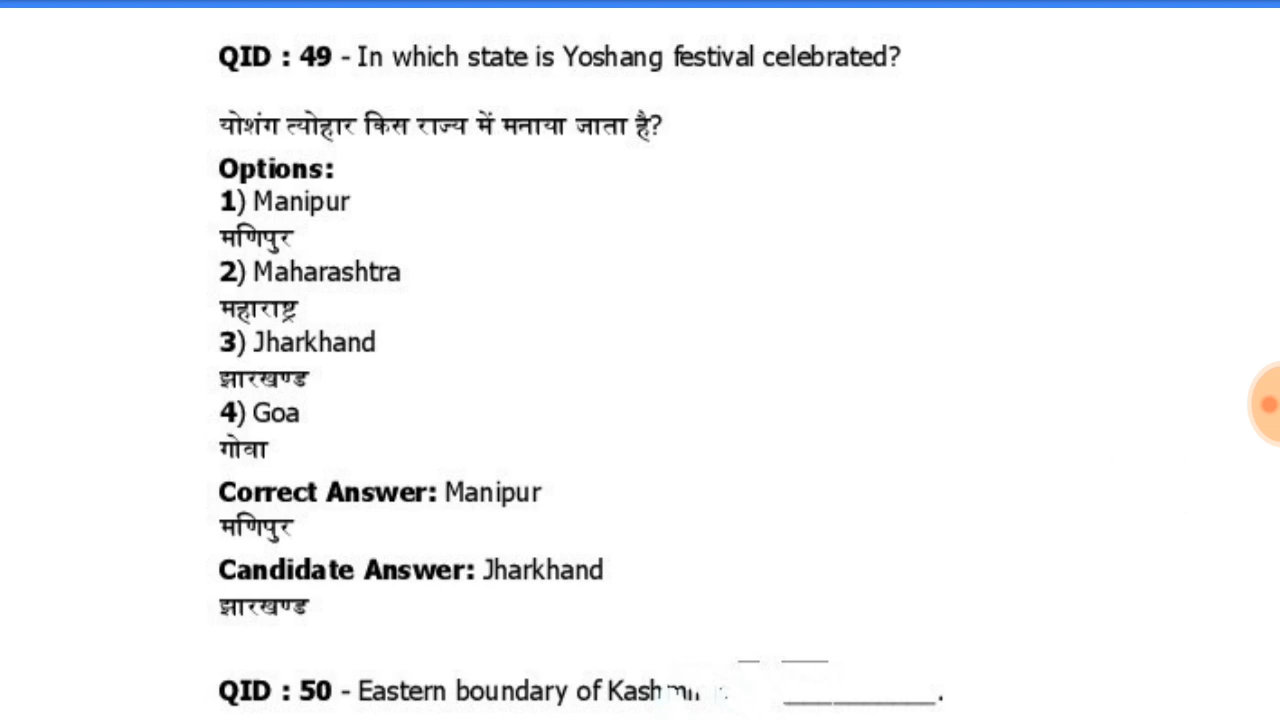 QID : 49 - In which state is Yoshang festival celebrated?
योशंग त्योहार किस राज्य में मनाया जाता है?
Options:
1) Manipur
मणिपुर
2) Maharashtra
महाराष्ट्र
3) Jharkhand
झारखण्ड
4) Goa
गोवा
Correct Answer: Manipur
मणिपुर
Candidate Answer: Jharkhand
झारखण्ड
QID : 50 - Eastern boundary of ___________.